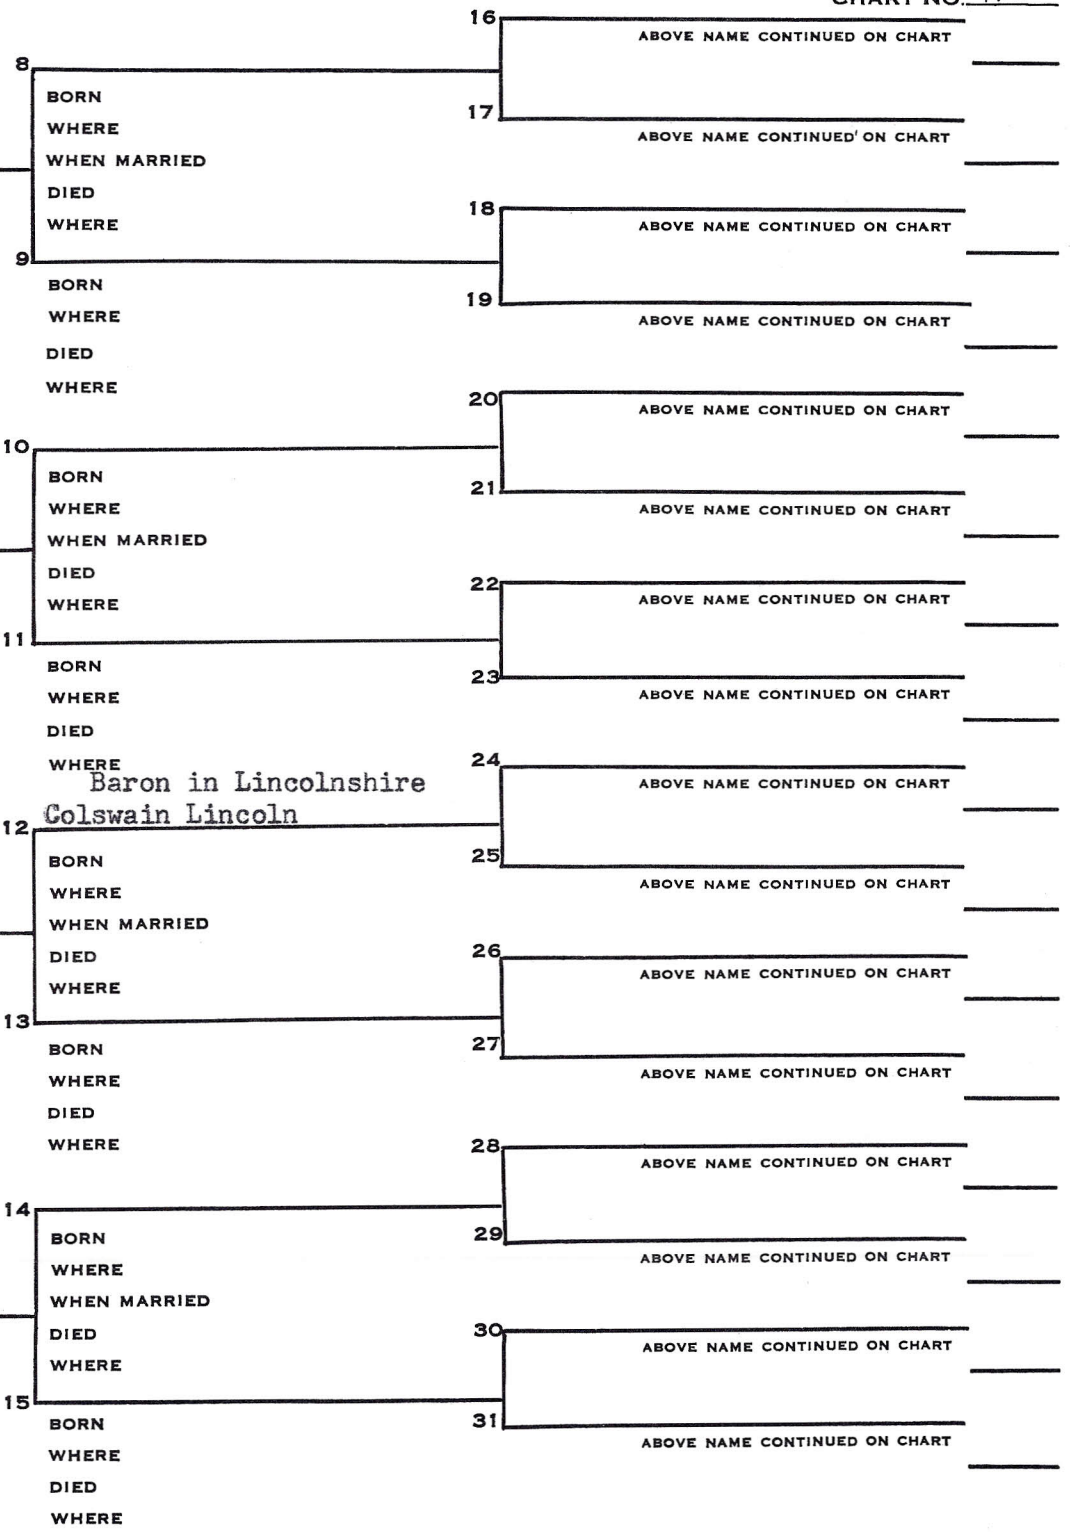 CHART NO.
16
ABOVE NAME CONTINUED ON CHART
8
BORN
WHERE
17
WHEN MARRIED
ABOVE NAME CONTINUED ON CHART
DIED
WHERE
18
ABOVE NAME CONTINUED ON CHART
9
BORN
WHERE
19
ABOVE NAME CONTINUED ON CHART
DIED
WHERE
20
ABOVE NAME CONTINUED ON CHART
10
BORN
WHERE
21
ABOVE NAME CONTINUED ON CHART
WHEN MARRIED
DIED
WHERE
22
ABOVE NAME CONTINUED ON CHART
11
BORN
WHERE
23
ABOVE NAME CONTINUED ON CHART
DIED
WHERE
24
Baron in Lincolnshire
ABOVE NAME CONTINUED ON CHART
Colswain Lincoln
12
BORN
WHERE
25
ABOVE NAME CONTINUED ON CHART
WHEN MARRIED
DIED
WHERE
26
ABOVE NAME CONTINUED ON CHART
13
BORN
WHERE
27
ABOVE NAME CONTINUED ON CHART
DIED
WHERE
28
ABOVE NAME CONTINUED ON CHART
14
BORN
WHERE
29
ABOVE NAME CONTINUED ON CHART
WHEN MARRIED
DIED
WHERE
30
ABOVE NAME CONTINUED ON CHART
15
BORN
WHERE
31
ABOVE NAME CONTINUED ON CHART
DIED
WHERE